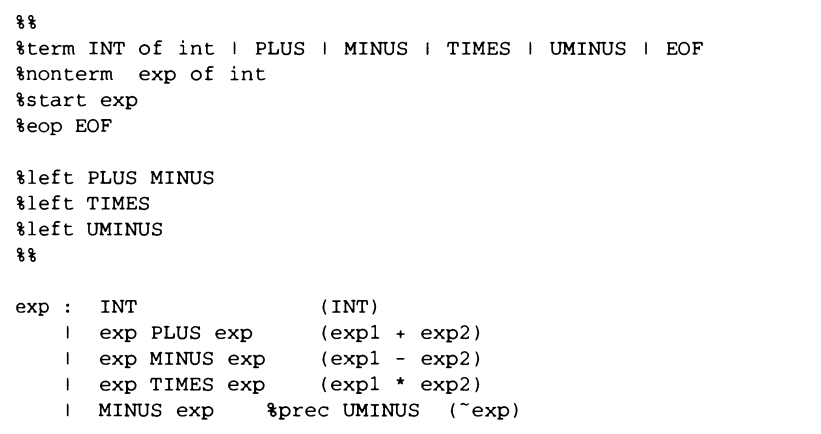 %%
%term INT of int | PLUS | MINUS | TIMES | UMINUS | EOF
%nonterm exp of int
%start exp
%eop EOF
%left PLUS MINUS
%left TIMES
%left UMINUS
%%
exp : INT (INT)
| exp PLUS exp (exp1 + exp2)
| exp MINUS exp (exp1 - exp2)
| exp TIMES exp (exp1 * exp2)
| MINUS exp %prec UMINUS (~exp)